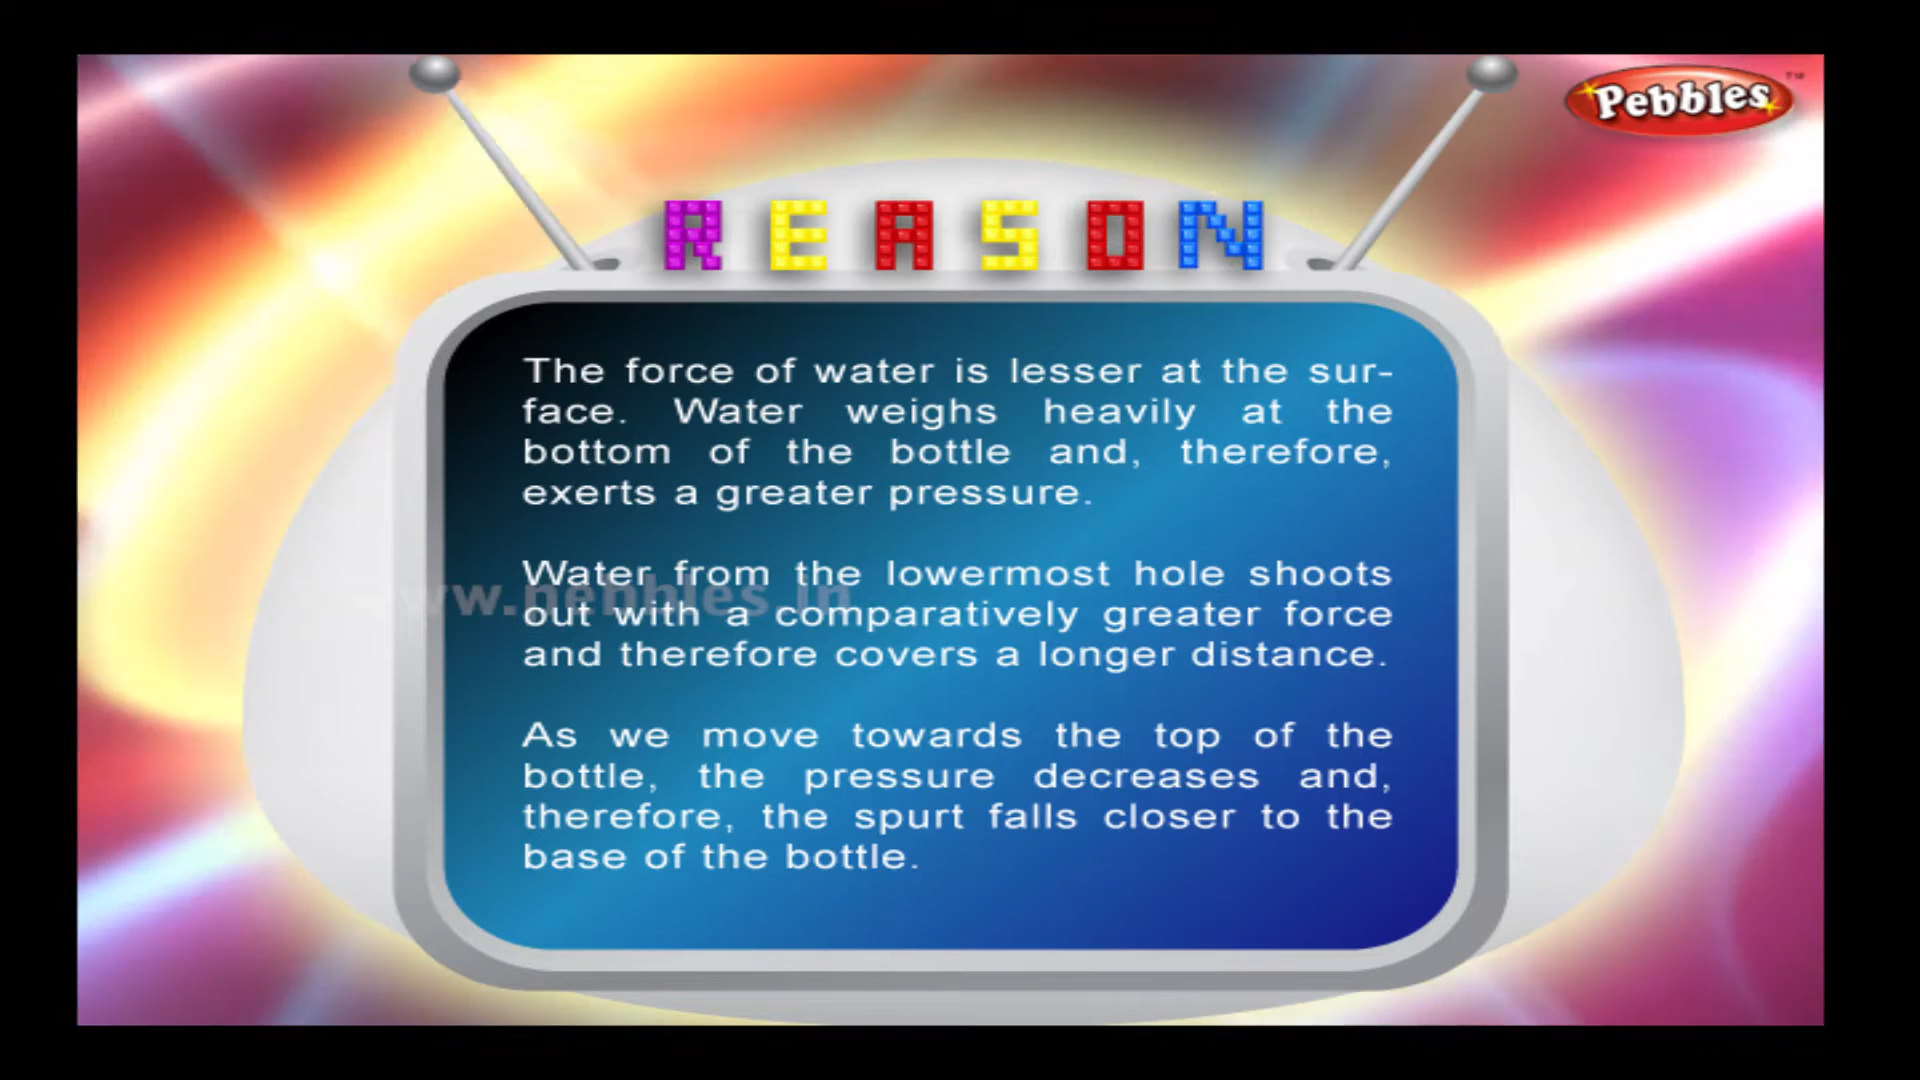 Pebbles™
REASON
The force of water is lesser at the sur-
face. Water weighs heavily at the
bottom of the bottle and, therefore,
exerts a greater pressure.
Water from the lowermost hole shoots
www.pebbles.in
out with a comparatively greater force
and therefore covers a longer distance.
As we move towards the top of the
bottle, the pressure decreases and,
therefore, the spurt falls closer to the
base of the bottle.